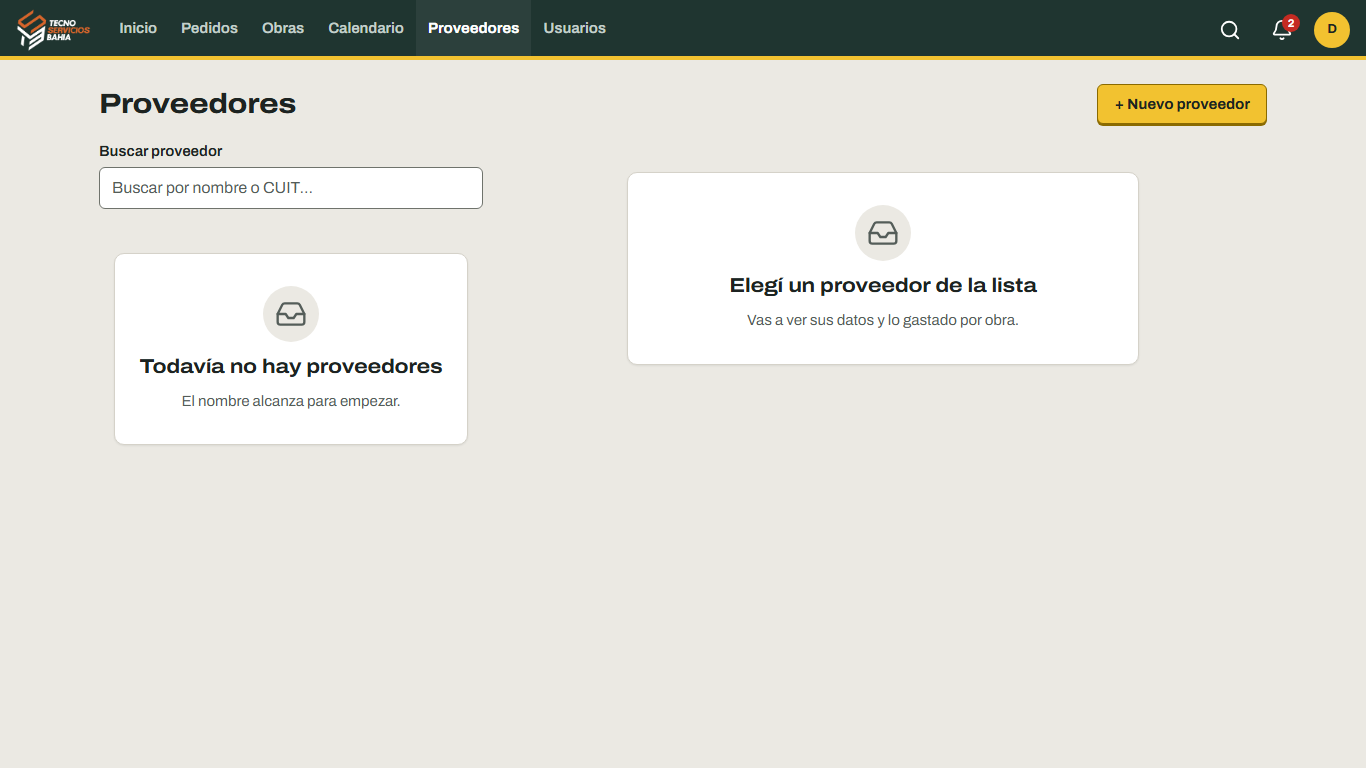 TECNO
SERVICIOS
BAHIA
Inicio
Pedidos
Obras
Calendario
Proveedores
Usuarios
2
D
Proveedores
+ Nuevo proveedor
Buscar proveedor
Buscar por nombre o CUIT...
Elegí un proveedor de la lista
Vas a ver sus datos y lo gastado por obra.
Todavía no hay proveedores
El nombre alcanza para empezar.